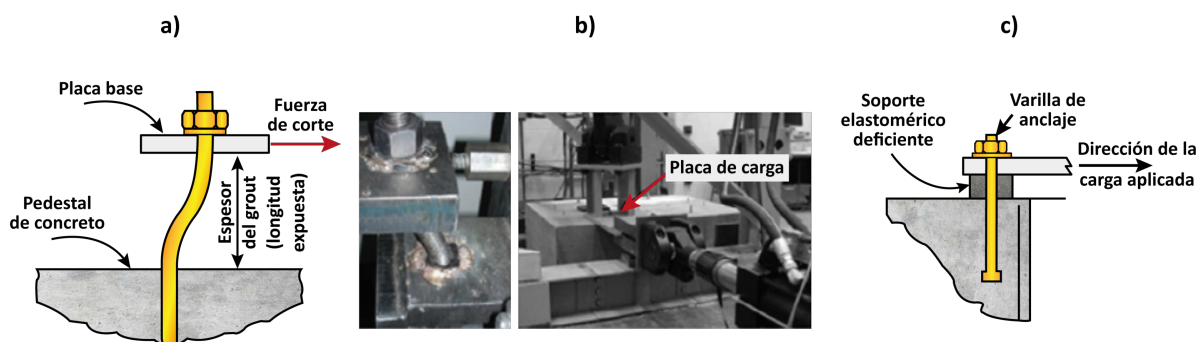 a)
Placa base
Fuerza
de corte
Pedestal
de concreto
Espesor
del grout
(longitud
expuesta)
b)
Placa de carga
c)
Soporte
elastomérico
deficiente
Varilla de
anclaje
Dirección de la
carga aplicada